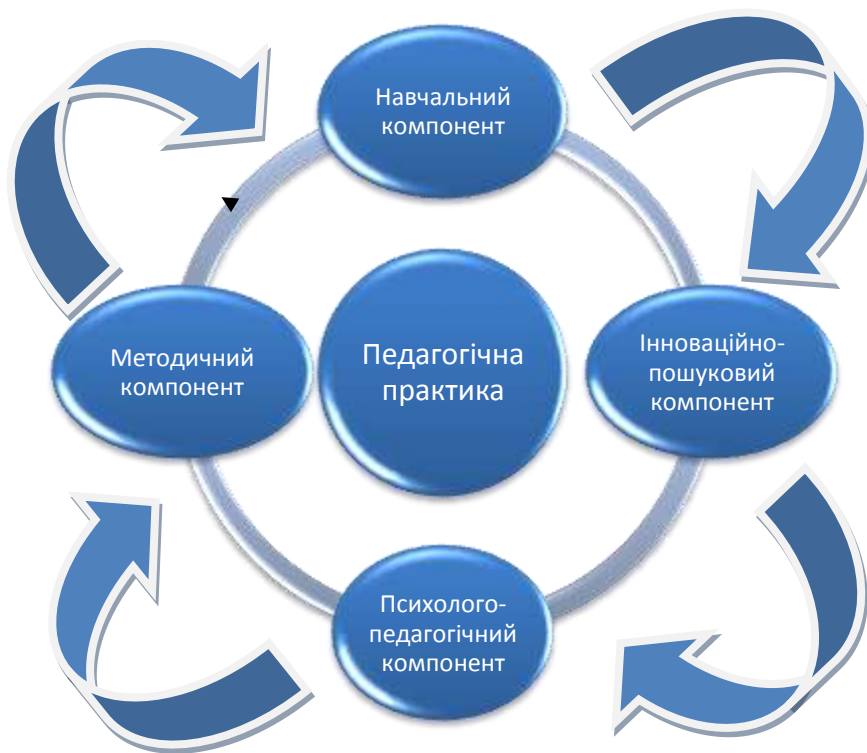 Навчальний
компонент
Методичний
компонент
Педагогічна
практика
Інноваційно-
пошуковий
компонент
Психолого-
педагогічний
компонент